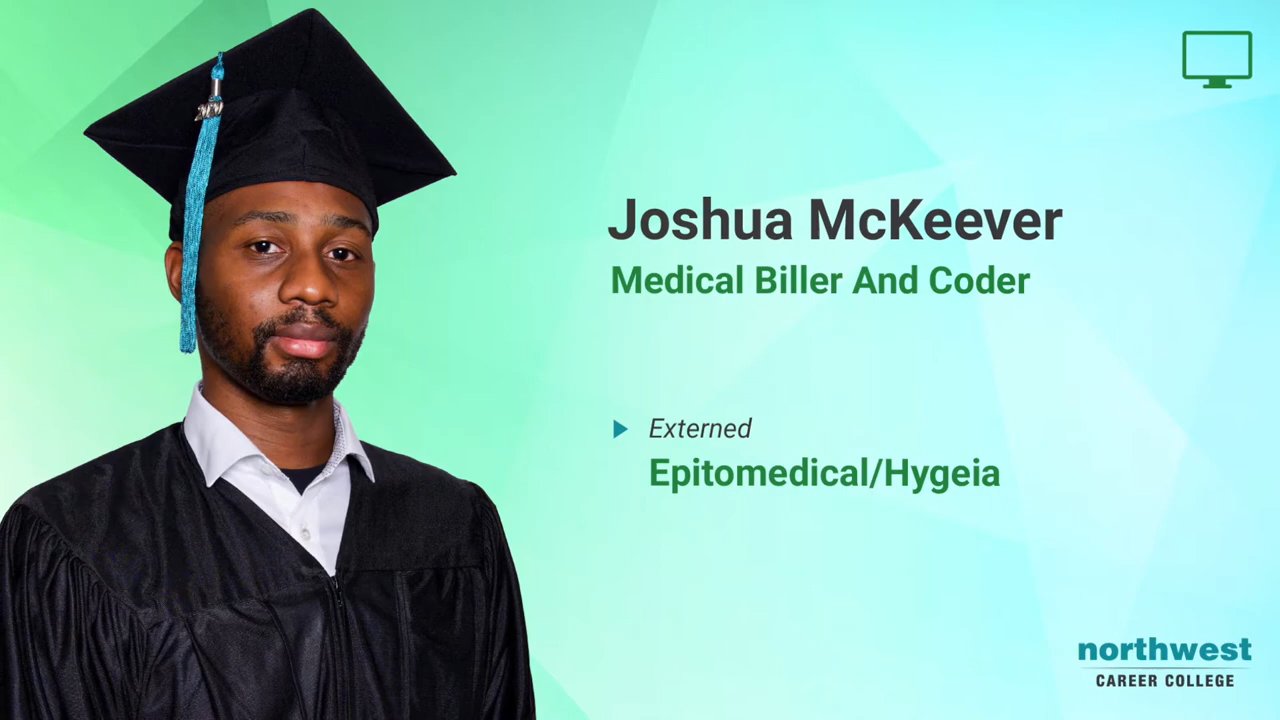 Joshua McKeever
Medical Biller And Coder
Externed
Epitomedical/Hygeia
northwest
CAREER COLLEGE